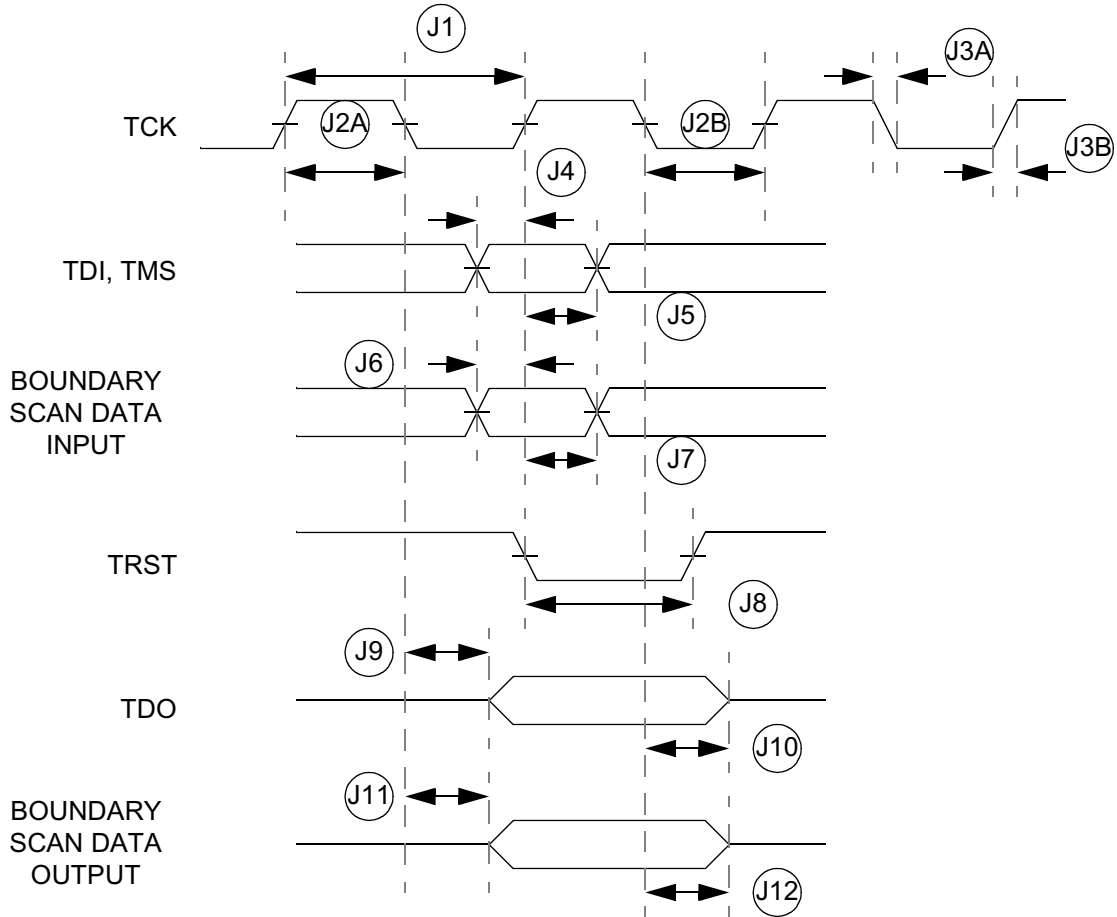 J1
J3A
TCK
J2A
J2B
J3B
J4
TDI, TMS
J5
J6
BOUNDARY
SCAN DATA
INPUT
J7
TRST
J8
J9
TDO
J10
J11
BOUNDARY
SCAN DATA
OUTPUT
J12